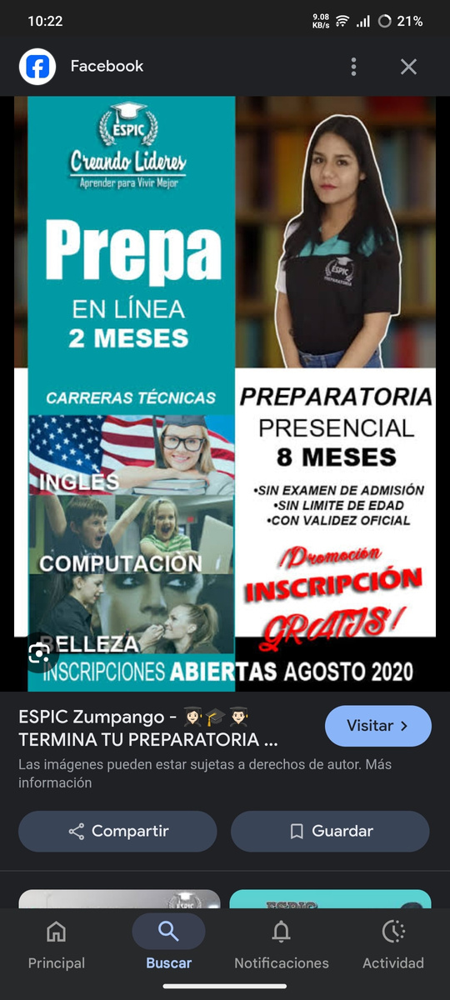 10:22
9.08
KB/s
21%
Facebook
ESPIC
Creando Lideres
Aprender para Vivir Mejor
Prepa
EN LÍNEA
2 MESES
CARRERAS TÉCNICAS
INGLÈS
COMPUTACIÒN
BELLEZA
ESPIC
PREPARATORIA
PREPARATORIA
PRESENCIAL
8 MESES
•SIN EXAMEN DE ADMISIÓN
•SIN LIMITE DE EDAD
•CON VALIDEZ OFICIAL
¡Promoción
INSCRIPCIÓN
GRATIS!
INSCRIPCIONES ABIERTAS AGOSTO 2020
ESPIC Zumpango - 👩🏻‍🎓🎓👨🏻‍🎓
TERMINA TU PREPARATORIA ...
Visitar >
Las imágenes pueden estar sujetas a derechos de autor. Más
información
Compartir
Guardar
ESPIC
ESPIC
Principal
Buscar
Notificaciones
Actividad